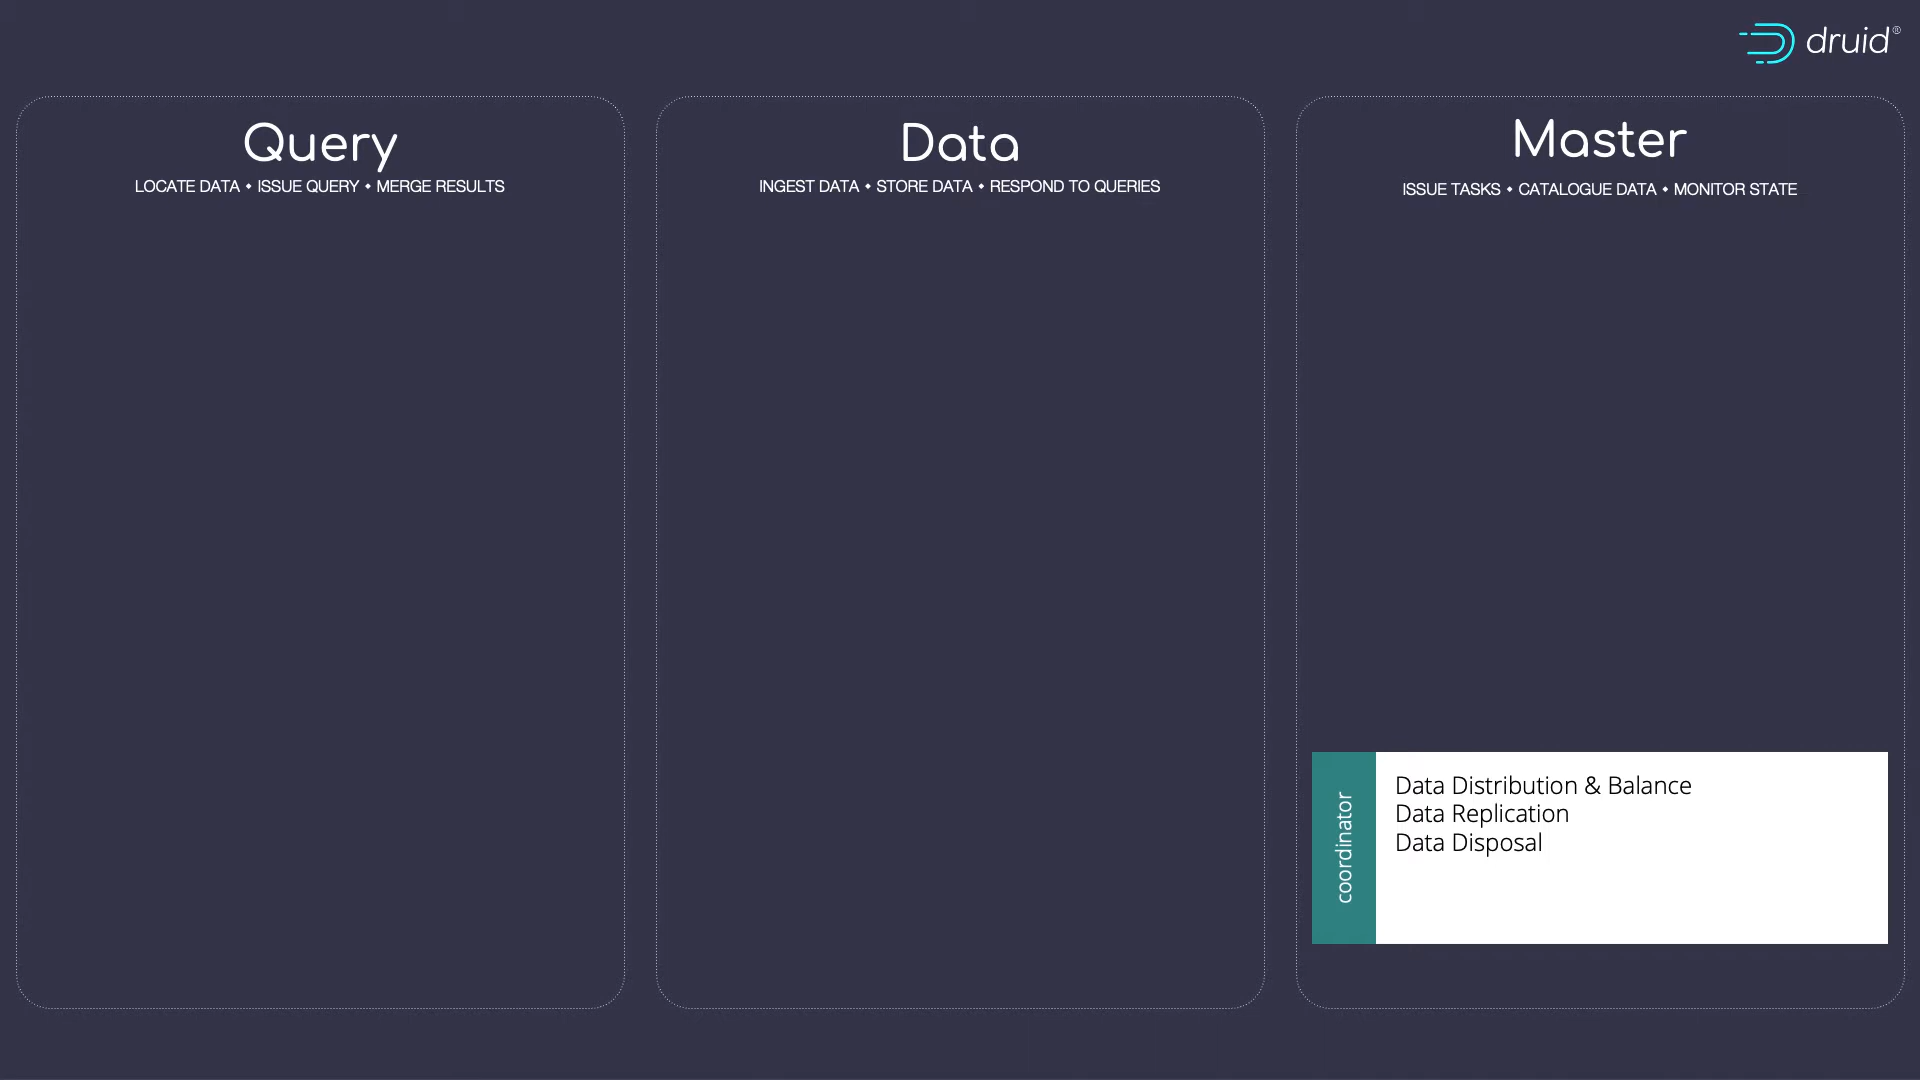 druid®
Query
LOCATE DATA • ISSUE QUERY • MERGE RESULTS
Data
INGEST DATA • STORE DATA • RESPOND TO QUERIES
Master
ISSUE TASKS • CATALOGUE DATA • MONITOR STATE
coordinator
Data Distribution & Balance
Data Replication
Data Disposal